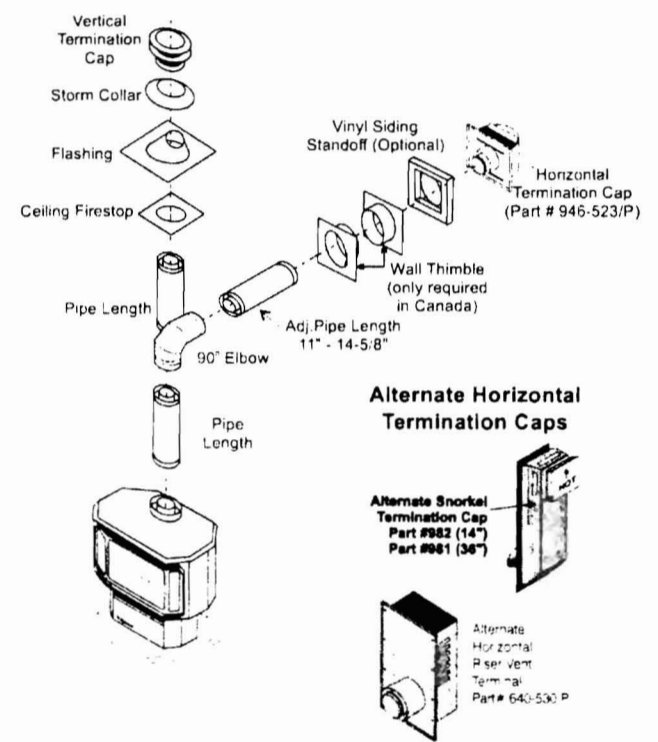 Vertical
Termination
Cap
Storm Collar
Flashing
Ceiling Firestop
Pipe Length
90° Elbow
Pipe
Length
Adj.Pipe Length
11" - 14-5/8"
Vinyl Siding
Standoff (Optional)
Horizontal
Termination Cap
(Part # 946-523/P)
Wall Thimble
(only required
in Canada)
Alternate Horizontal
Termination Caps
HOT
Alternate Snorkel
Termination Cap
Part #982 (14")
Part #981 (36")
Alternate
Horizontal
Riser Vent
Terminal
Part# 640-530 P